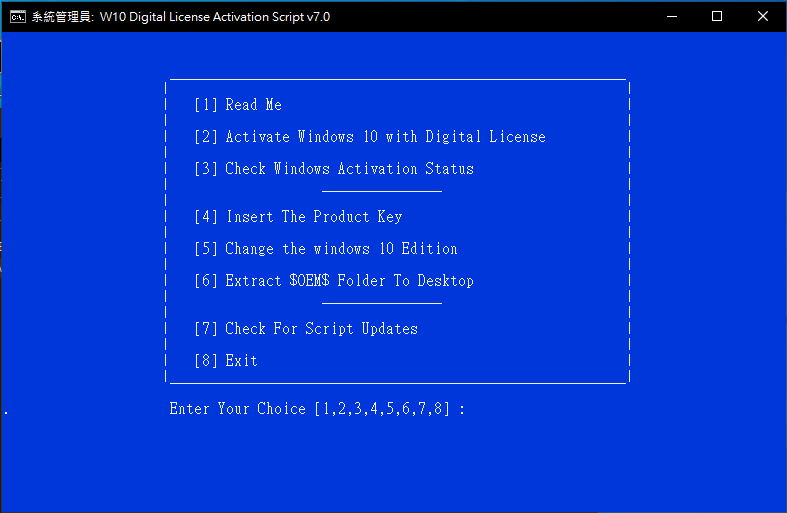 系統管理員: W10 Digital License Activation Script v7.0
[1] Read Me
[2] Activate Windows 10 with Digital License
[3] Check Windows Activation Status
[4] Insert The Product Key
[5] Change the windows 10 Edition
[6] Extract $OEM$ Folder To Desktop
[7] Check For Script Updates
[8] Exit
. Enter Your Choice [1,2,3,4,5,6,7,8] :